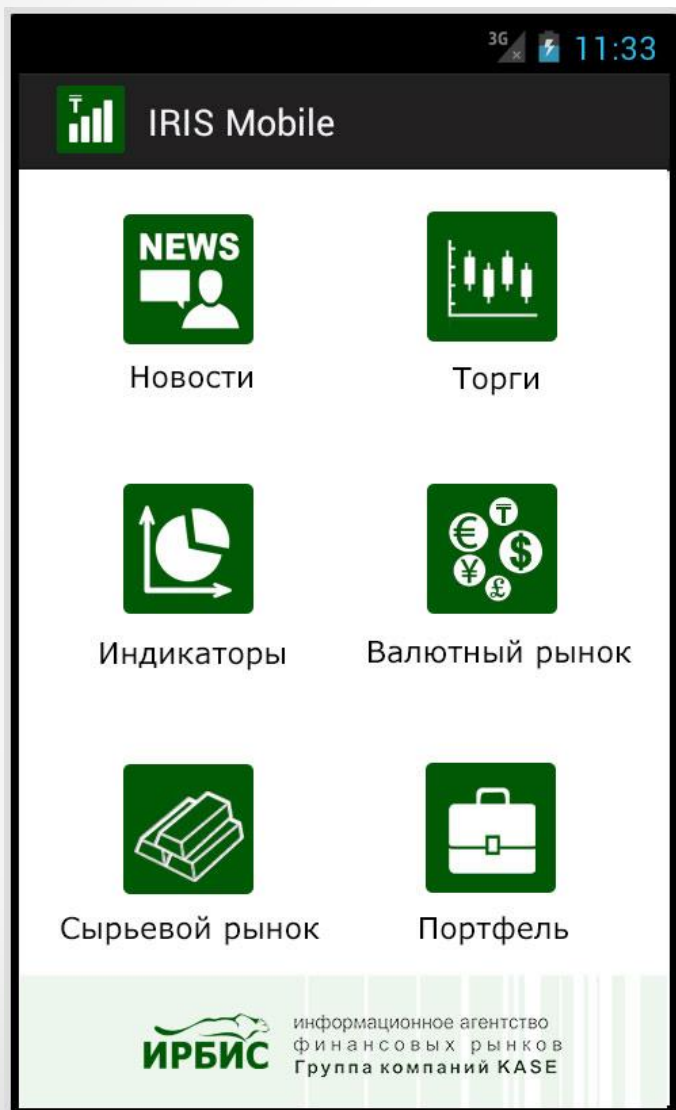 3G 11:33
IRIS Mobile
NEWS
Новости Торги
Индикаторы Валютный рынок
Сырьевой рынок Портфель
ИРБИС
информационное агентство
финансовых рынков
Группа компаний KASE